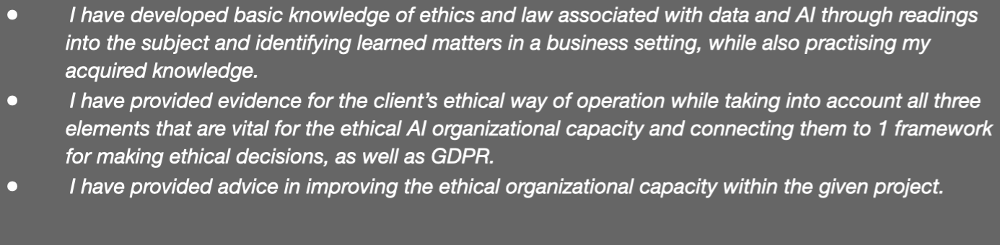 ● I have developed basic knowledge of ethics and law associated with data and AI through readings
into the subject and identifying learned matters in a business setting, while also practising my
acquired knowledge.
● I have provided evidence for the client's ethical way of operation while taking into account all three
elements that are vital for the ethical AI organizational capacity and connecting them to 1 framework
for making ethical decisions, as well as GDPR.
● I have provided advice in improving the ethical organizational capacity within the given project.